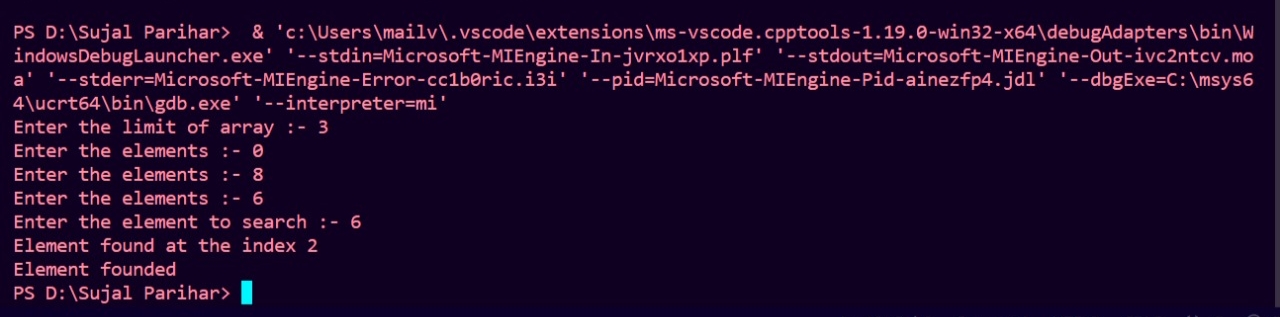 PS D:\Sujal Parihar>  & 'c:\Users\mailv\.vscode\extensions\ms-vscode.cpptools-1.19.0-win32-x64\debugAdapters\bin\W
indowsDebugLauncher.exe' '--stdin=Microsoft-MIEngine-In-jvrxo1xp.plf' '--stdout=Microsoft-MIEngine-Out-ivc2ntcv.mo
a' '--stderr=Microsoft-MIEngine-Error-cc1b0ric.i3i' '--pid=Microsoft-MIEngine-Pid-ainezfp4.jdl' '--dbgExe=C:\msys6
4\ucrt64\bin\gdb.exe' '--interpreter=mi'
Enter the limit of array :- 3
Enter the elements :- 0
Enter the elements :- 8
Enter the elements :- 6
Enter the element to search :- 6
Element found at the index 2
Element founded
PS D:\Sujal Parihar>